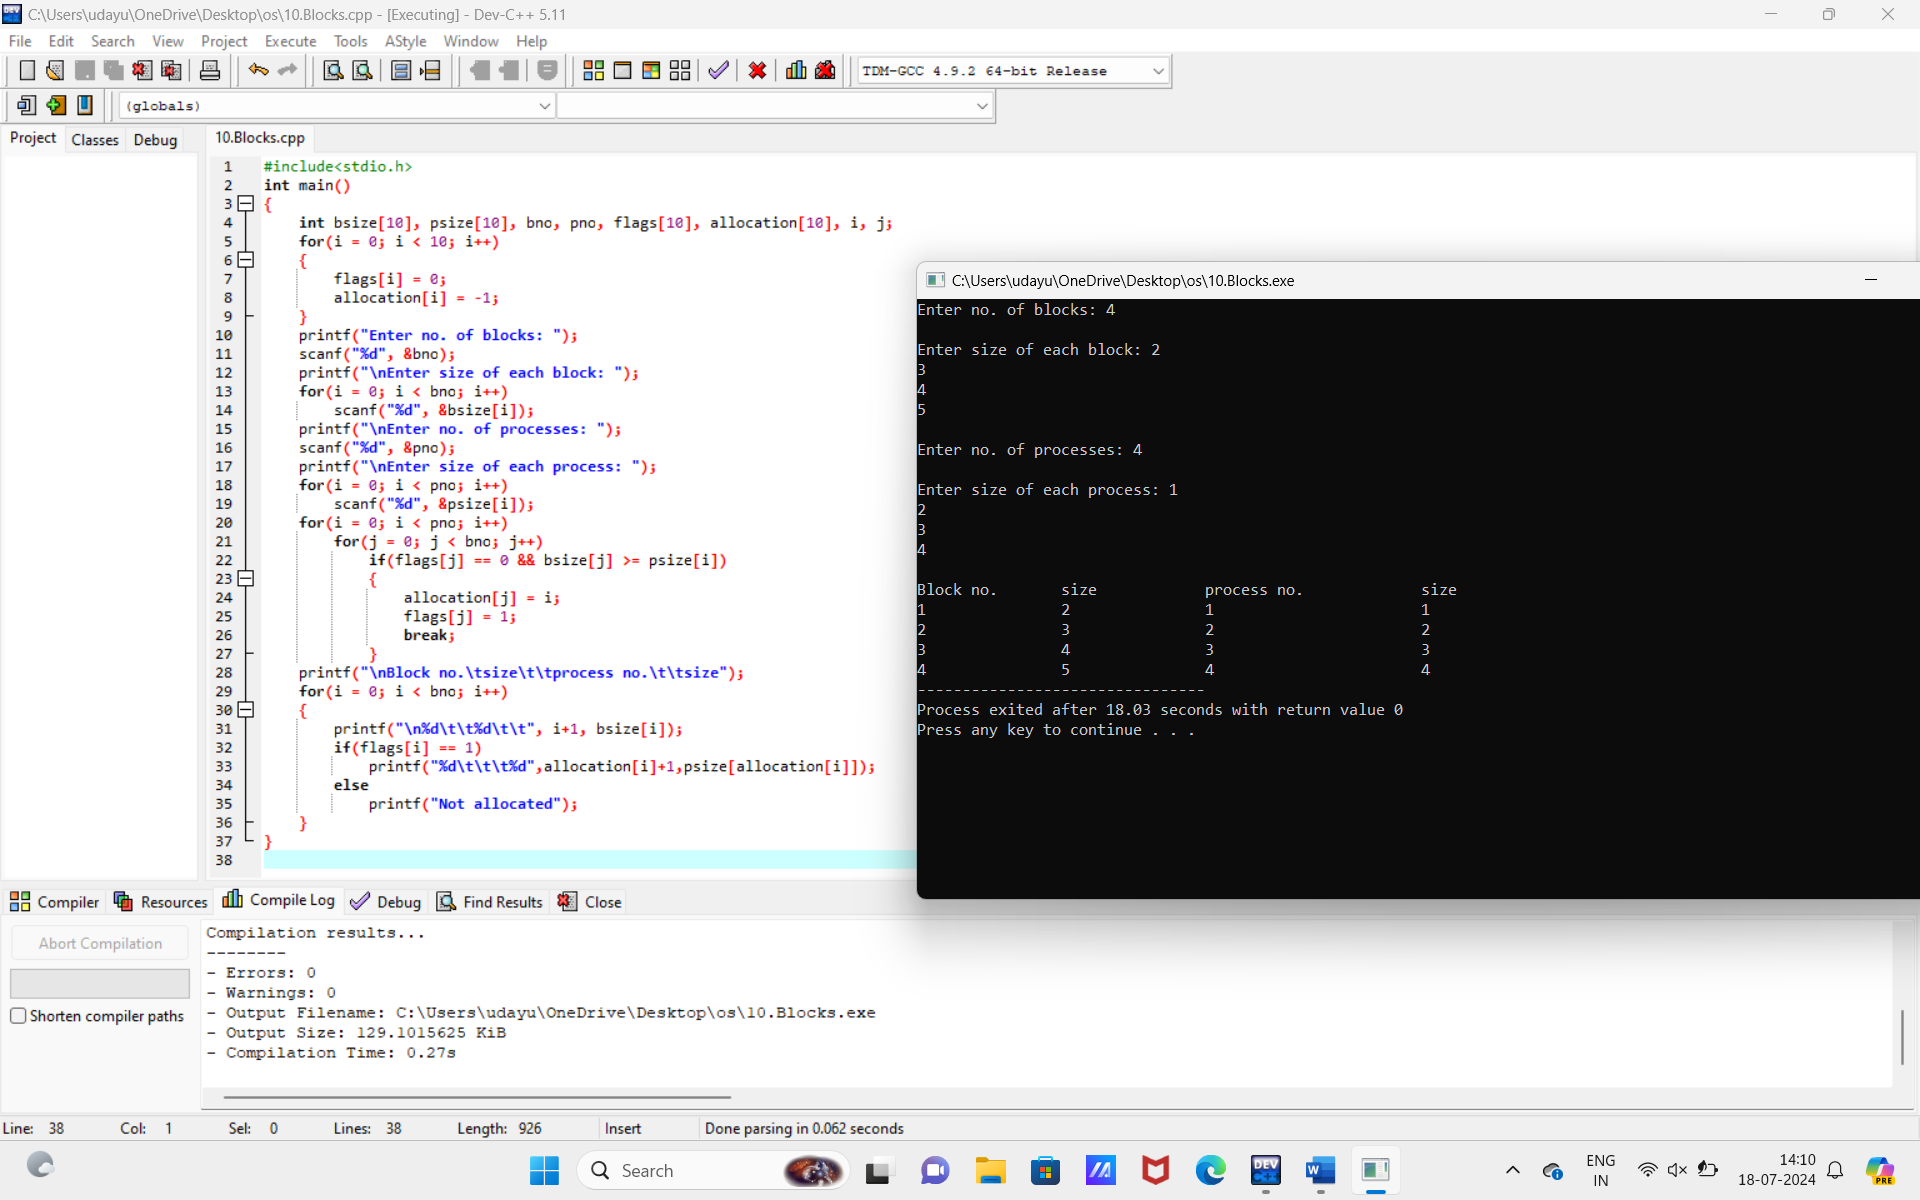 C:\Users\udayu\OneDrive\Desktop\os\10.Blocks.cpp - [Executing] - Dev-C++ 5.11
File Edit Search View Project Execute Tools AStyle Window Help
TDM-GCC 4.9.2 64-bit Release
(globals)
Project Classes Debug
10.Blocks.cpp
1 #include<stdio.h>
2 int main()
3 {
4 int bsize[10], psize[10], bno, pno, flags[10], allocation[10], i, j;
5 for(i = 0; i < 10; i++)
6 {
7 flags[i] = 0;
8 allocation[i] = -1;
9 }
10 printf("Enter no. of blocks: ");
11 scanf("%d", &bno);
12 printf("\nEnter size of each block: ");
13 for(i = 0; i < bno; i++)
14 scanf("%d", &bsize[i]);
15 printf("\nEnter no. of processes: ");
16 scanf("%d", &pno);
17 printf("\nEnter size of each process: ");
18 for(i = 0; i < pno; i++)
19 scanf("%d", &psize[i]);
20 for(i = 0; i < pno; i++)
21 for(j = 0; j < bno; j++)
22 if(flags[j] == 0 && bsize[j] >= psize[i])
23 {
24 allocation[j] = i;
25 flags[j] = 1;
26 break;
27 }
28 printf("\nBlock no.\tsize\t\tprocess no.\t\tsize");
29 for(i = 0; i < bno; i++)
30 {
31 printf("\n%d\t\t%d\t\t", i+1, bsize[i]);
32 if(flags[i] == 1)
33 printf("%d\t\t\t%d",allocation[i]+1,psize[allocation[i]]);
34 else
35 printf("Not allocated");
36 }
37 }
38
C:\Users\udayu\OneDrive\Desktop\os\10.Blocks.exe
Enter no. of blocks: 4
Enter size of each block: 2
3
4
5
Enter no. of processes: 4
Enter size of each process: 1
2
3
4
Block no. size process no. size
1 2 1 1
2 3 2 2
3 4 3 3
4 5 4 4
--------------------------------
Process exited after 18.03 seconds with return value 0
Press any key to continue . . .
Compiler Resources Compile Log Debug Find Results Close
Abort Compilation
Shorten compiler paths
Compilation results...
--------
- Errors: 0
- Warnings: 0
- Output Filename: C:\Users\udayu\OneDrive\Desktop\os\10.Blocks.exe
- Output Size: 129.1015625 KiB
- Compilation Time: 0.27s
Line: 38 Col: 1 Sel: 0 Lines: 38 Length: 926 Insert Done parsing in 0.062 seconds
Search
DEV
W
ENG
IN
14:10
18-07-2024
PRE